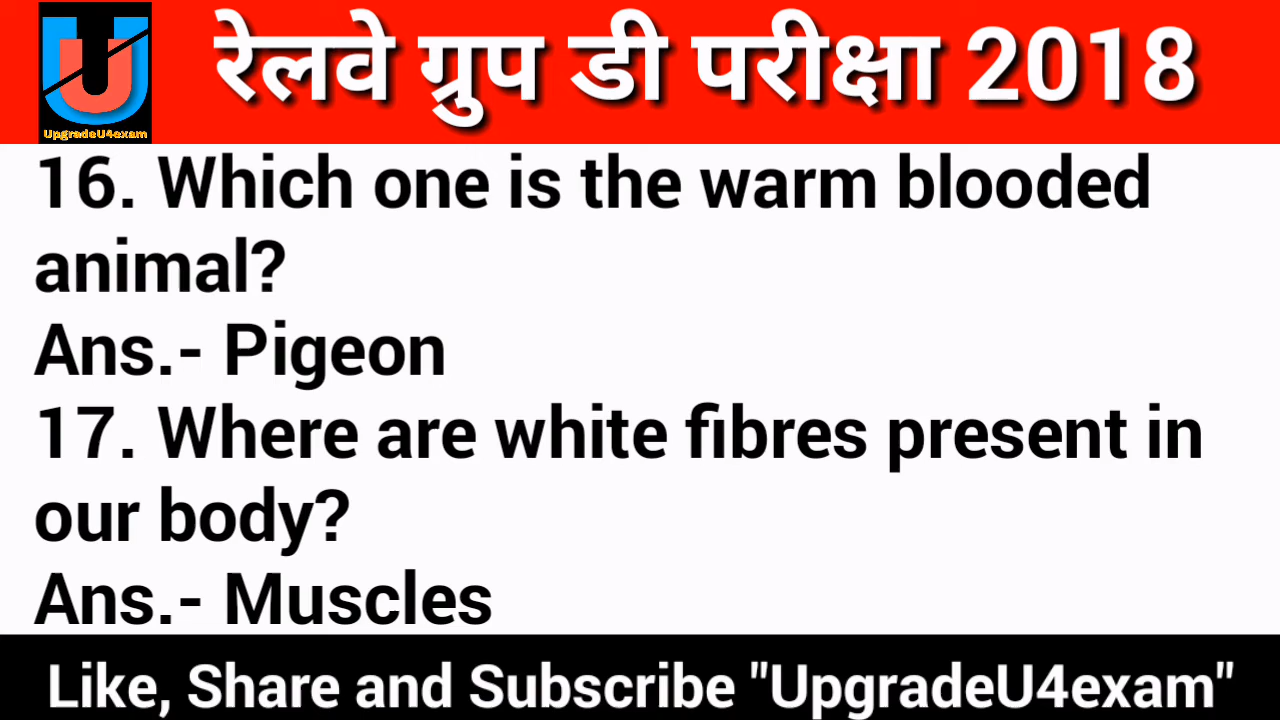 रेलवे ग्रुप डी परीक्षा 2018
UpgradeU4exam
16. Which one is the warm blooded
animal?
Ans.- Pigeon
17. Where are white fibres present in
our body?
Ans.- Muscles
Like, Share and Subscribe "UpgradeU4exam"